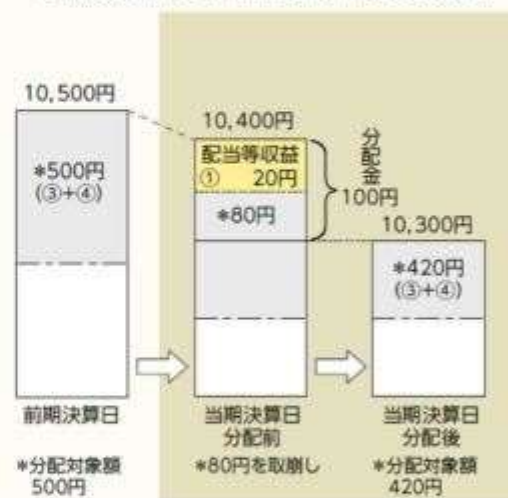 10,500円
*500円
(③+④)
前期決算日
*分配対象額
500円
10,400円
配当等収益
① 20円
*80円
分配金
100円
当期決算日
分配前
*80円を取崩し
10,300円
*420円
(③+④)
当期決算日
分配後
*分配対象額
420円